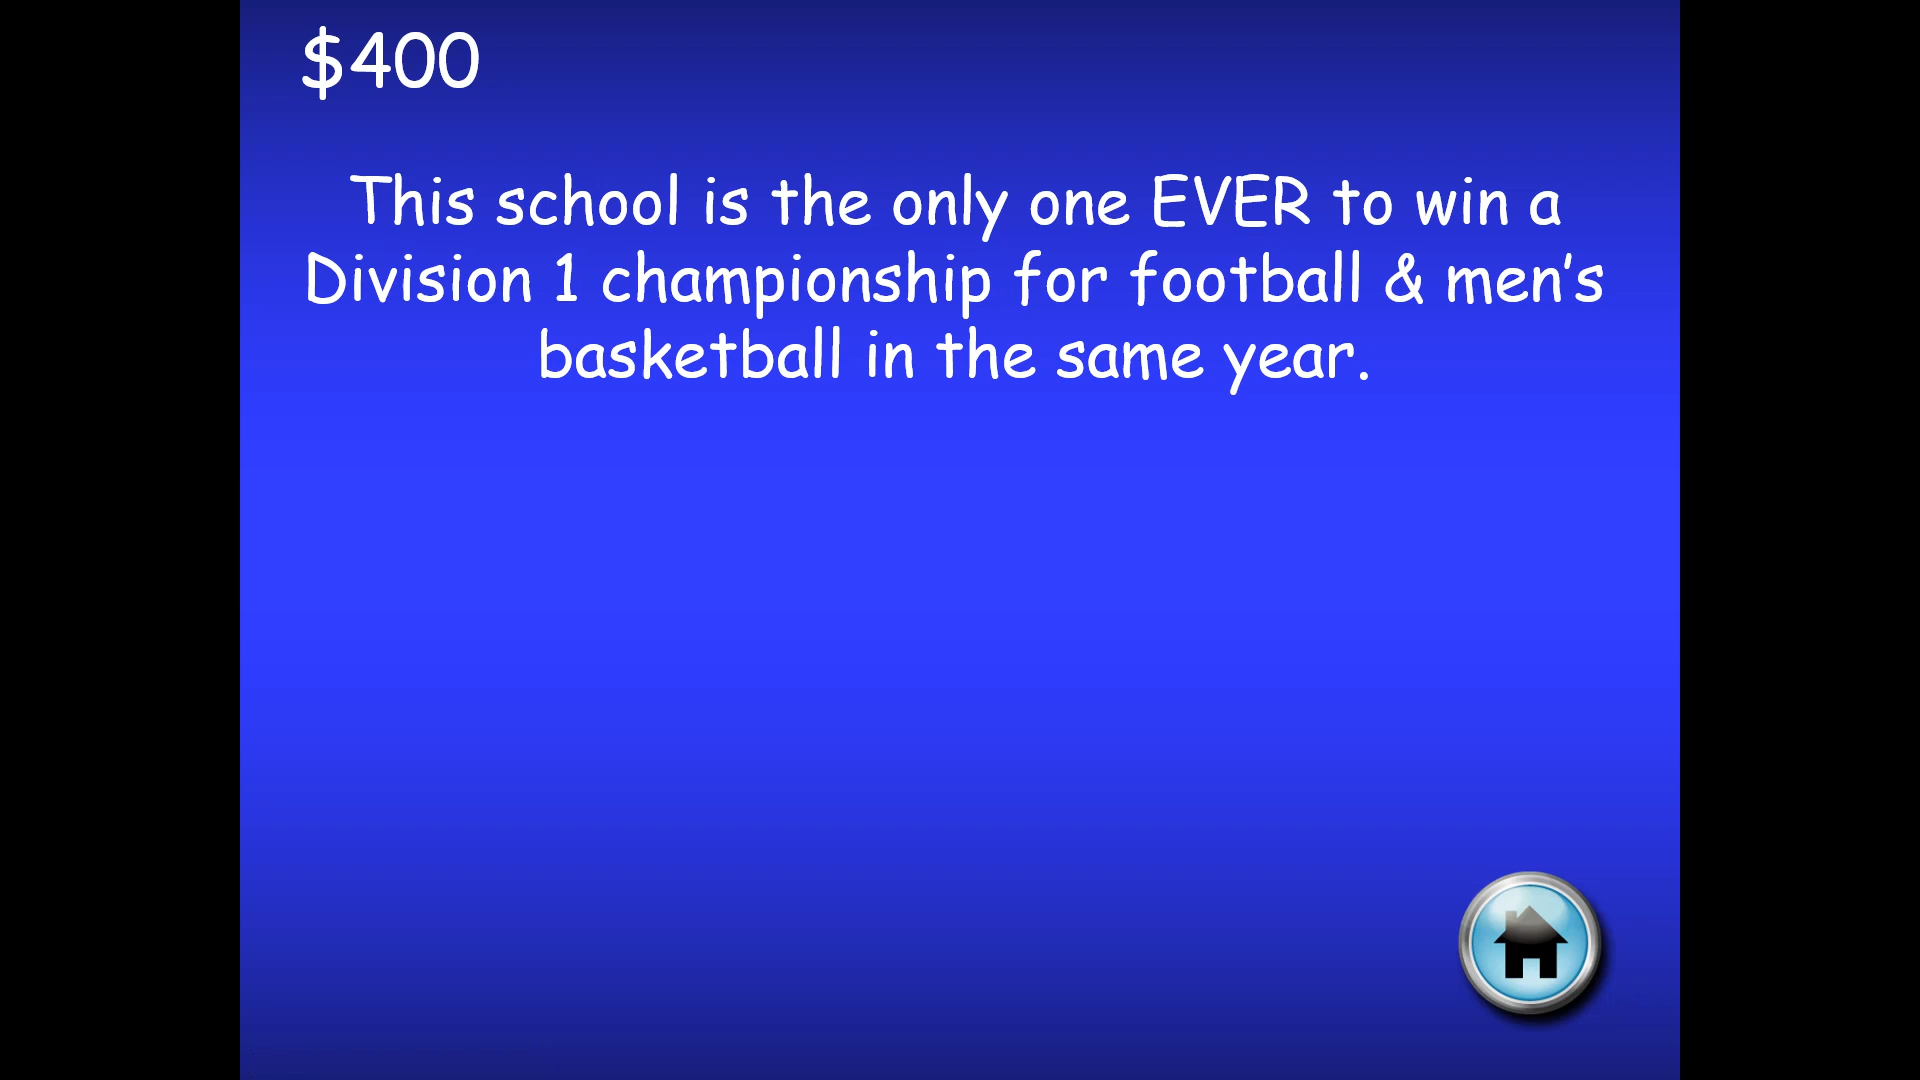 $400
This school is the only one EVER to win a
Division 1 championship for football & men's
basketball in the same year.